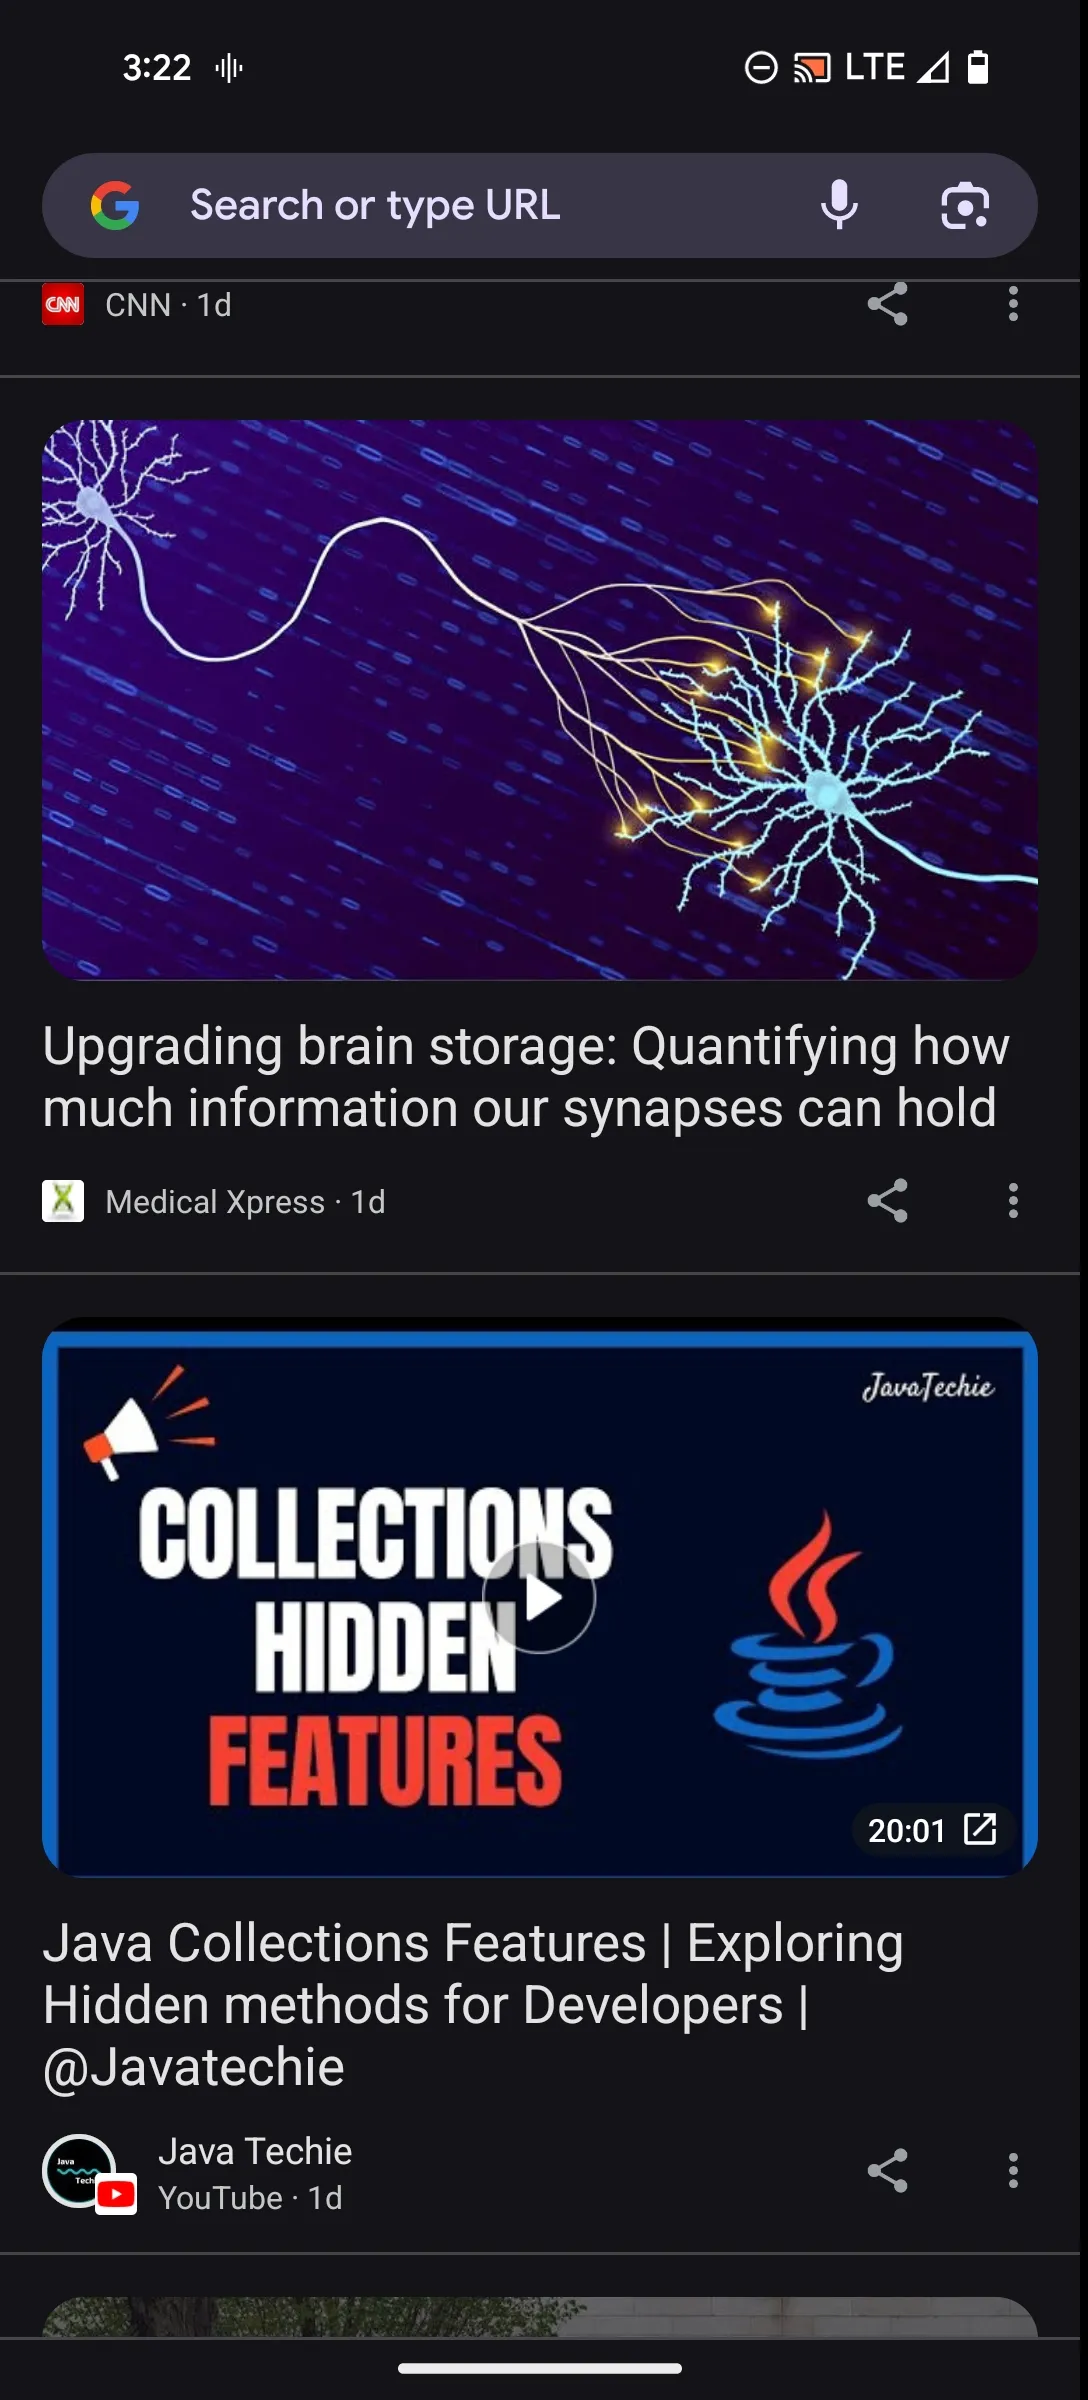 3:22
LTE
Search or type URL
CNN
CNN · 1d
Upgrading brain storage: Quantifying how
much information our synapses can hold
Medical Xpress · 1d
JavaTechie
COLLECTIONS
HIDDEN
FEATURES
20:01
Java Collections Features | Exploring
Hidden methods for Developers |
@Javatechie
Java
Tech
Java Techie
YouTube · 1d